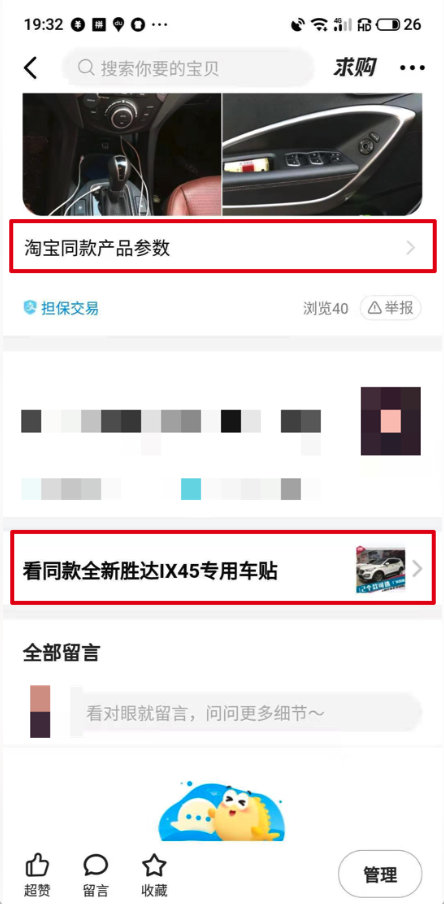 19:32 26
搜索你要的宝贝 求购
淘宝同款产品参数
担保交易 浏览40 举报
看同款全新胜达IX45专用车贴
全部留言
看对眼就留言，问问更多细节～
超赞 留言 收藏 管理